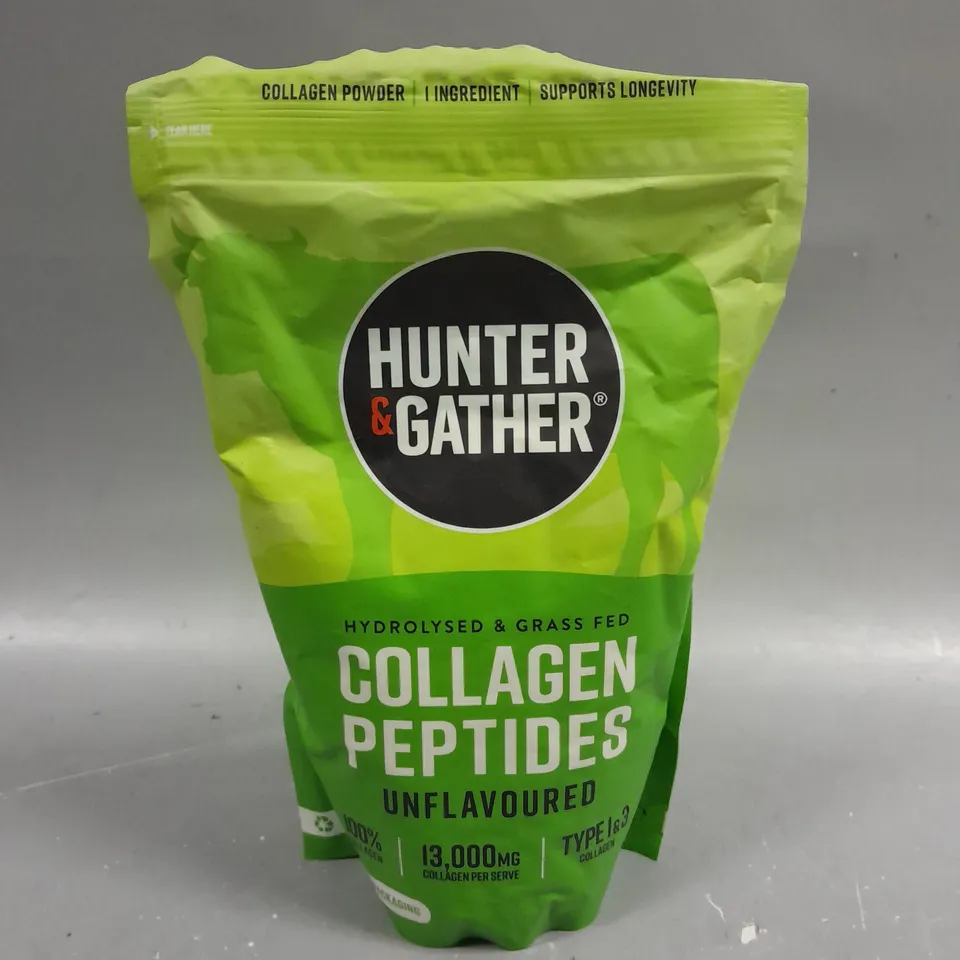 COLLAGEN POWDER | 1 INGREDIENT | SUPPORTS LONGEVITY
TEAR HERE
HUNTER
&GATHER®
HYDROLYSED & GRASS FED
COLLAGEN
PEPTIDES
UNFLAVOURED
100%
13,000MG
COLLAGEN PER SERVE
TYPE 1 & 3
COLLAGEN